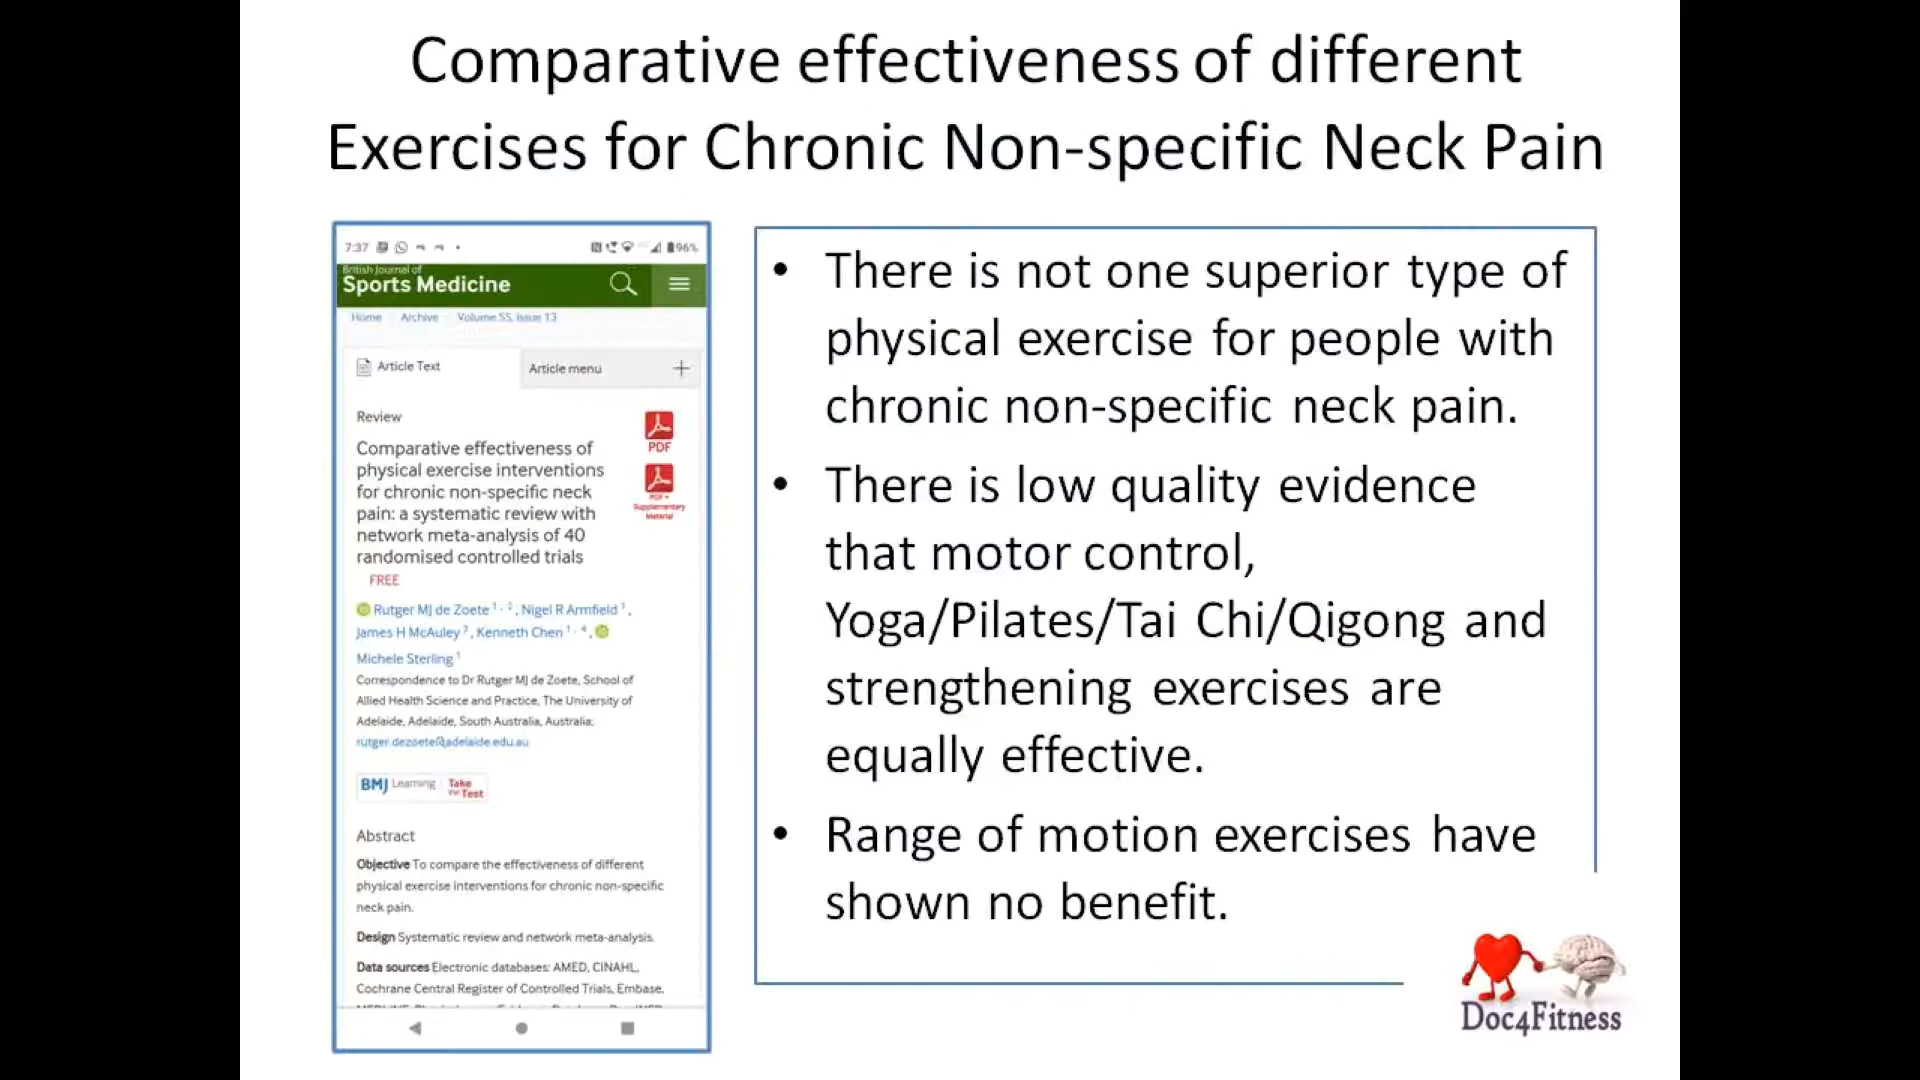 Comparative effectiveness of different
Exercises for Chronic Non-specific Neck Pain
7:37
96%
British Journal of
Sports Medicine
Home Archive Volume 55, Issue 13
Article Text
Article menu
Review
Comparative effectiveness of
physical exercise interventions
for chronic non-specific neck
pain: a systematic review with
network meta-analysis of 40
randomised controlled trials
FREE
PDF
PDF +
Supplementary
Material
Rutger MJ de Zoete 1, 2, Nigel R Armfield 1,
James H McAuley 3, Kenneth Chen 1, 4,
Michele Sterling 1
Correspondence to Dr Rutger MJ de Zoete, School of
Allied Health Science and Practice, The University of
Adelaide, Adelaide, South Australia, Australia;
rutger.dezoete@adelaide.edu.au
BMJ Learning Take
the Test
Abstract
Objective To compare the effectiveness of different
physical exercise interventions for chronic non-specific
neck pain.
Design Systematic review and network meta-analysis.
Data sources Electronic databases: AMED, CINAHL,
Cochrane Central Register of Controlled Trials, Embase,
• There is not one superior type of
physical exercise for people with
chronic non-specific neck pain.
• There is low quality evidence
that motor control,
Yoga/Pilates/Tai Chi/Qigong and
strengthening exercises are
equally effective.
• Range of motion exercises have
shown no benefit.
Doc4Fitness